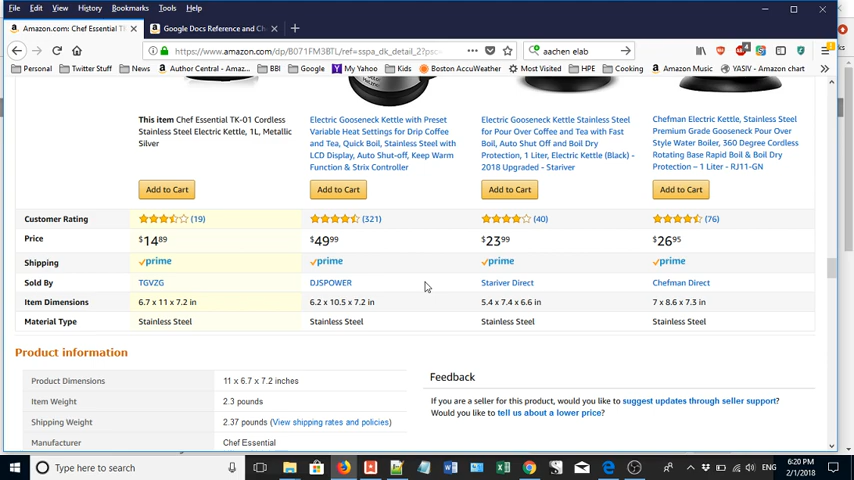 File Edit View History Bookmarks Tools Help
Amazon.com: Chef Essential T Google Docs Reference and Ch
https://www.amazon.com/dp/B071FM3BTL/ref=sspa_dk_detail_2?psc= aachen elab
Personal Twitter Stuff News Author Central - Amaz... BBI Google My Yahoo Kids Boston AccuWeather Most Visited HPE Cooking Amazon Music YASIV - Amazon chart
This item Chef Essential TK-01 Cordless
Stainless Steel Electric Kettle, 1L, Metallic
Silver
Electric Gooseneck Kettle with Preset
Variable Heat Settings for Drip Coffee
and Tea, Quick Boil, Stainless Steel with
LCD Display, Auto Shut-off, Keep Warm
Function & Strix Controller
Electric Gooseneck Kettle Stainless Steel
for Pour Over Coffee and Tea with Fast
Boil, Auto Shut Off and Boil Dry
Protection, 1 Liter, Electric Kettle (Black) -
2018 Upgraded - Stariver
Chefman Electric Kettle, Stainless Steel
Premium Grade Gooseneck Pour Over
Style Water Boiler, 360 Degree Cordless
Rotating Base Rapid Boil & Boil Dry
Protection – 1 Liter - RJ11-GN
Add to Cart Add to Cart Add to Cart Add to Cart
Customer Rating (19) (321) (40) (76)
Price $14 89 $49 99 $23 99 $26 95
Shipping prime prime prime prime
Sold By TGVZG DJSPOWER Stariver Direct Chefman Direct
Item Dimensions 6.7 x 11 x 7.2 in 6.2 x 10.5 x 7.2 in 5.4 x 7.4 x 6.6 in 7 x 8.6 x 7.3 in
Material Type Stainless Steel Stainless Steel Stainless Steel Stainless Steel
Product information
Product Dimensions 11 x 6.7 x 7.2 inches
Item Weight 2.3 pounds
Shipping Weight 2.37 pounds (View shipping rates and policies)
Manufacturer Chef Essential
Feedback
If you are a seller for this product, would you like to suggest updates through seller support?
Would you like to tell us about a lower price?
Type here to search
ENG
6:20 PM
2/1/2018